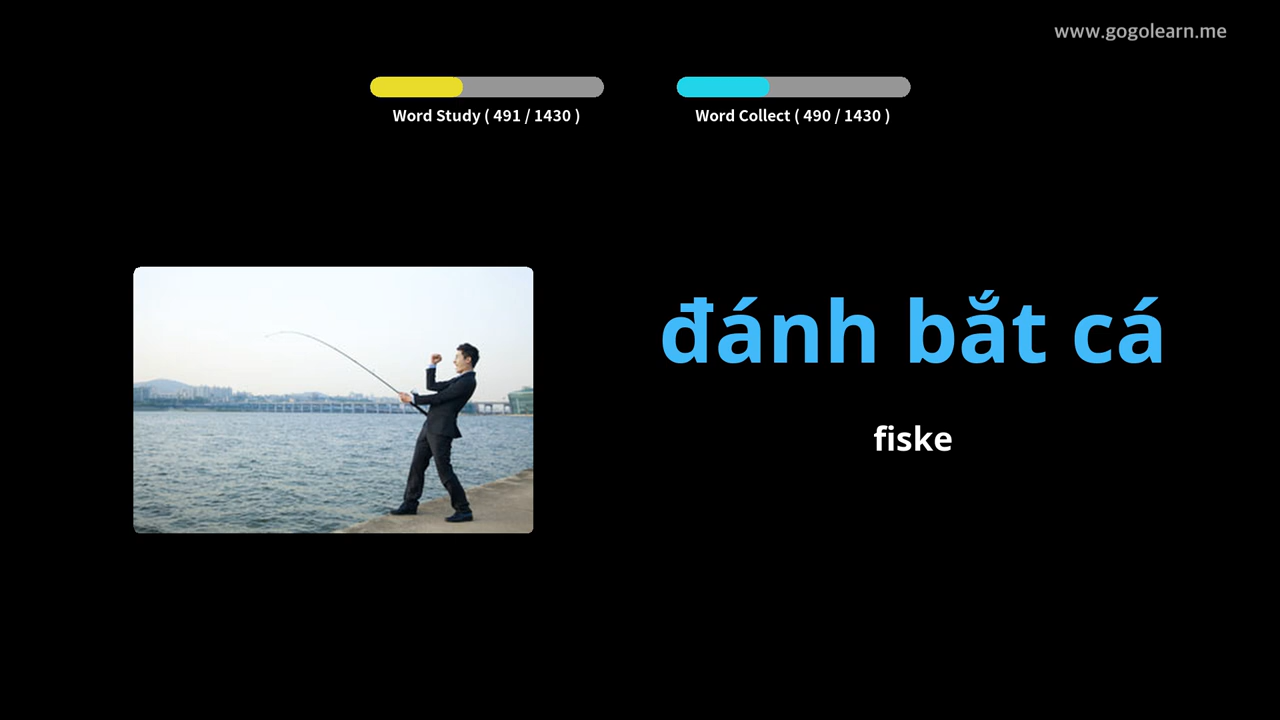 www.gogolearn.me
Word Study ( 491 / 1430 )
Word Collect ( 490 / 1430 )
đánh bắt cá
fiske